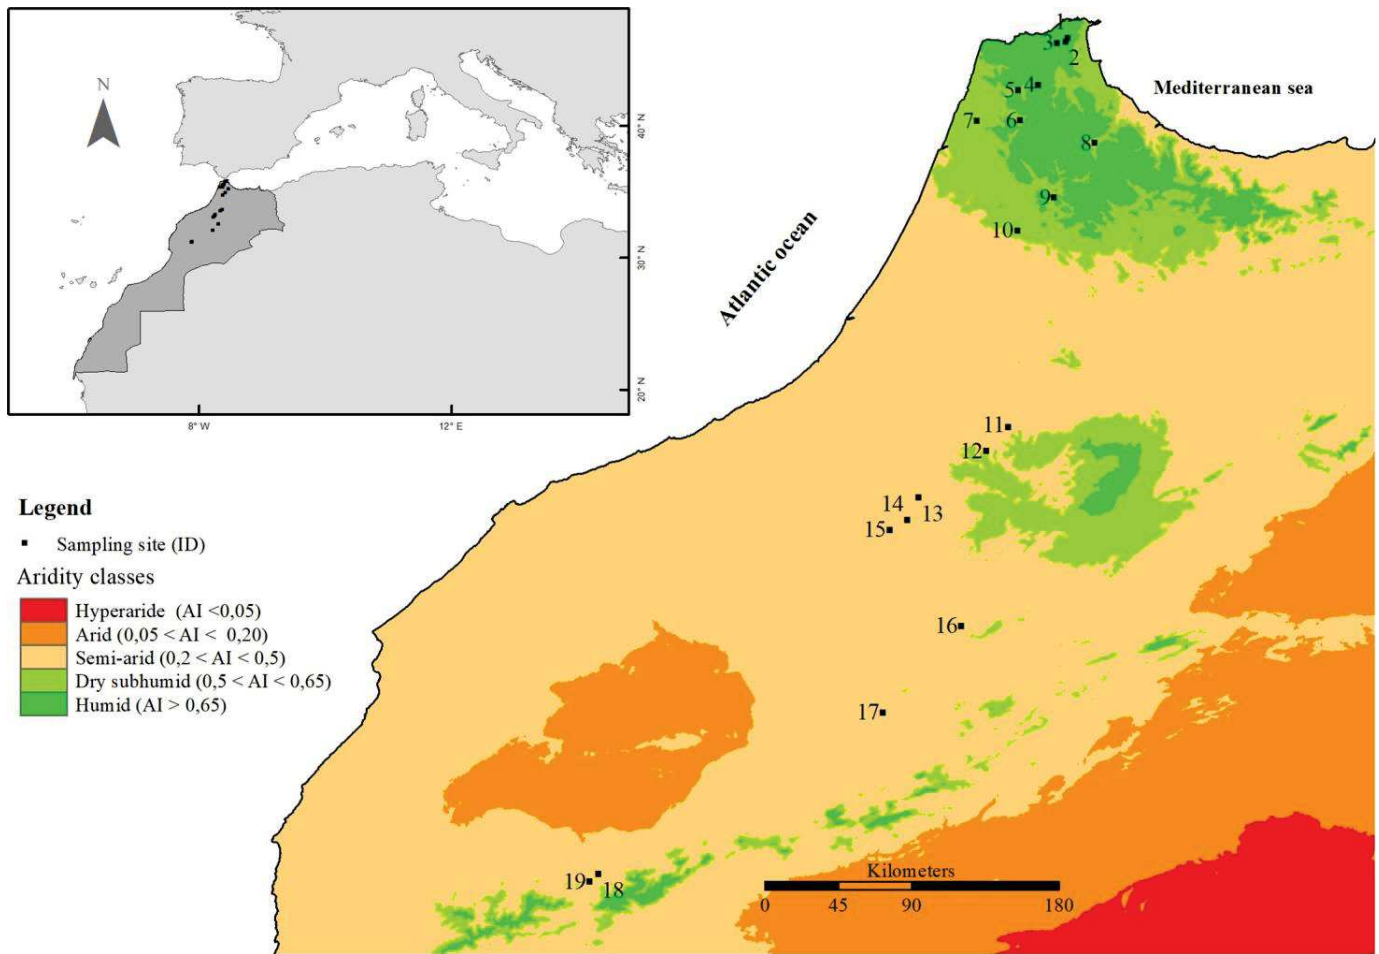 N
40° N
30° N
20° N
8° W
12° E
Mediterranean sea
Atlantic ocean
1
2
3
4
5
6
7
8
9
10
11
12
13
14
15
16
17
18
19
Legend
Sampling site (ID)
Aridity classes
Hyperaride (AI <0,05)
Arid (0,05 < AI < 0,20)
Semi-arid (0,2 < AI < 0,5)
Dry subhumid (0,5 < AI < 0,65)
Humid (AI > 0,65)
Kilometers
0 45 90 180